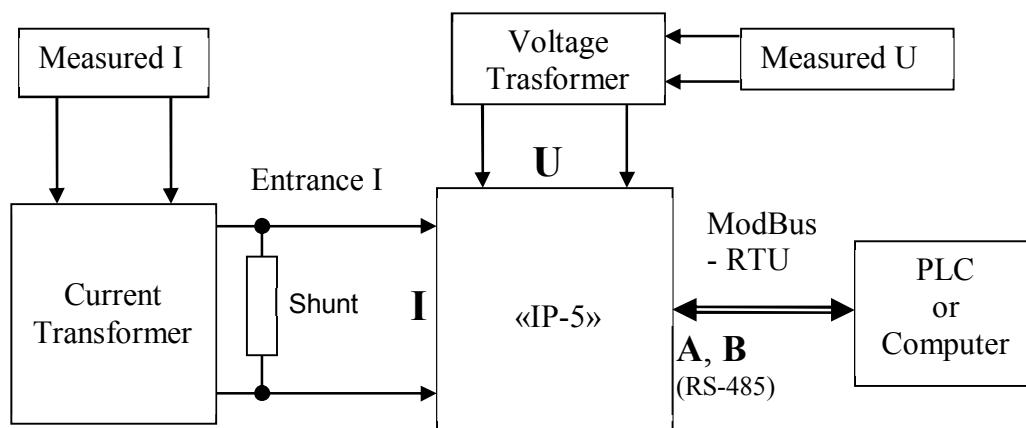 Measured I
Voltage
Trasformer
Measured U
U
Entrance I
Current
Transformer
Shunt
I
«IP-5»
ModBus
- RTU
A, B
(RS-485)
PLC
or
Computer